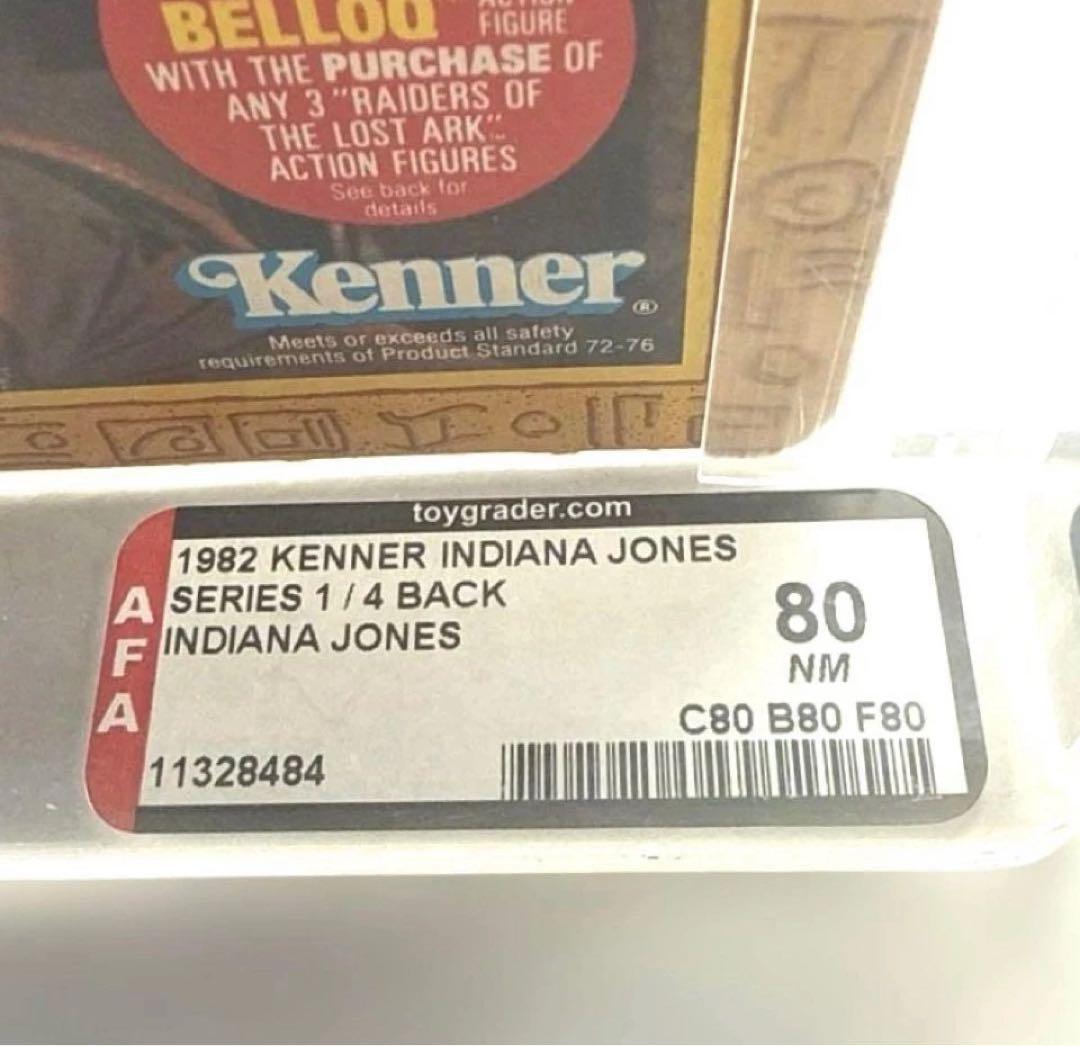 BELLOQ
FIGURE
WITH THE PURCHASE OF
ANY 3 "RAIDERS OF
THE LOST ARK"™
ACTION FIGURES
See back for
details
Kenner®
Meets or exceeds all safety
requirements of Product Standard 72-76
toygrader.com
AFA
1982 KENNER INDIANA JONES
SERIES 1 / 4 BACK
INDIANA JONES
80
NM
C80 B80 F80
11328484